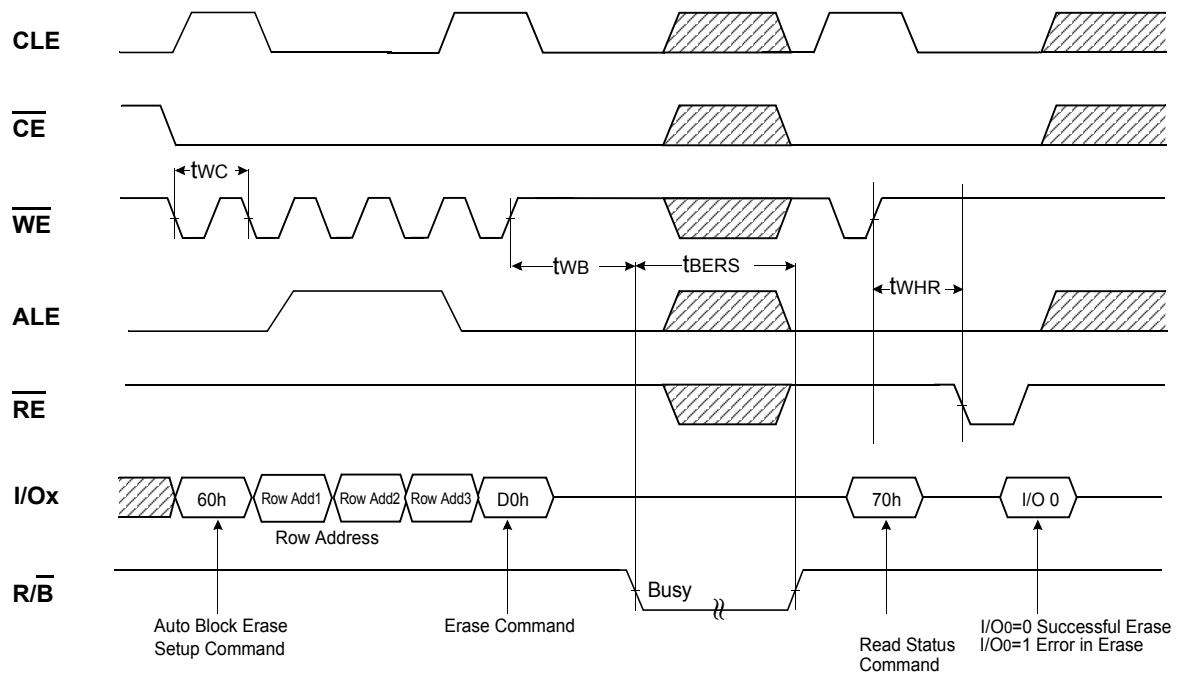 CLE
CE
tWC
WE
tWB
tBERS
tWHR
ALE
RE
I/Ox
60h
Row Add1
Row Add2
Row Add3
D0h
70h
I/O 0
Row Address
R/B
Busy
Auto Block Erase
Setup Command
Erase Command
Read Status
Command
I/O0=0 Successful Erase
I/O0=1 Error in Erase